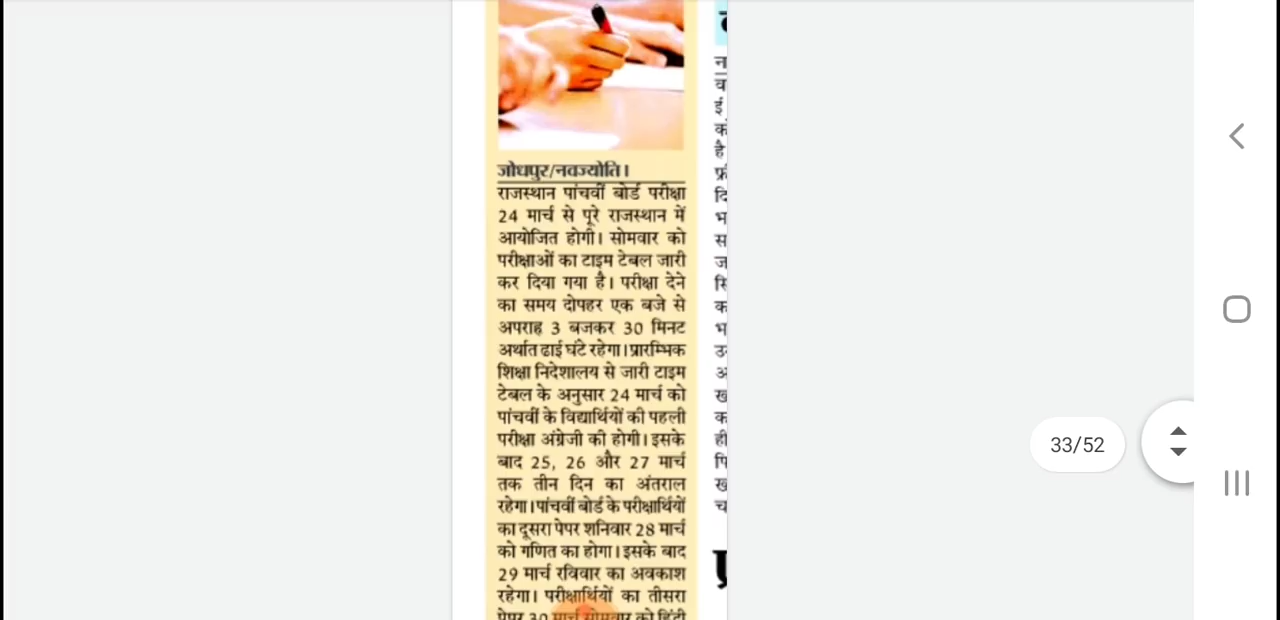 जोधपुर/नवज्योति।
राजस्थान पांचवीं बोर्ड परीक्षा
24 मार्च से पूरे राजस्थान में
आयोजित होगी। सोमवार को
परीक्षाओं का टाइम टेबल जारी
कर दिया गया है। परीक्षा देने
का समय दोपहर एक बजे से
अपराह 3 बजकर 30 मिनट
अर्थात ढाई घंटे रहेगा। प्रारम्भिक
शिक्षा निदेशालय से जारी टाइम
टेबल के अनुसार 24 मार्च को
पांचवीं के विद्यार्थियों की पहली
परीक्षा अंग्रेजी की होगी। इसके
बाद 25, 26 और 27 मार्च
तक तीन दिन का अंतराल
रहेगा। पांचवीं बोर्ड के परीक्षार्थियों
का दूसरा पेपर शनिवार 28 मार्च
को गणित का होगा। इसके बाद
29 मार्च रविवार का अवकाश
रहेगा। परीक्षार्थियों का तीसरा
पेपर 30 मार्च सोमवार को हिंदी
33/52